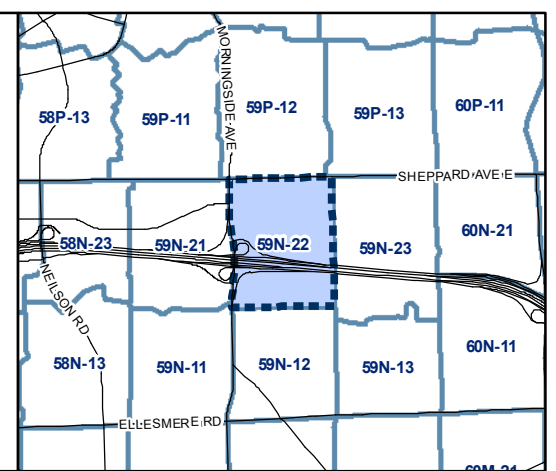 MORNINGSIDE AVE
58P-13
59P-11
59P-12
59P-13
60P-11
SHEPPARD AVE E
58N-23
59N-21
59N-22
59N-23
60N-21
NEILSON RD
58N-13
59N-11
59N-12
59N-13
60N-11
ELLESMERE RD
60M-21